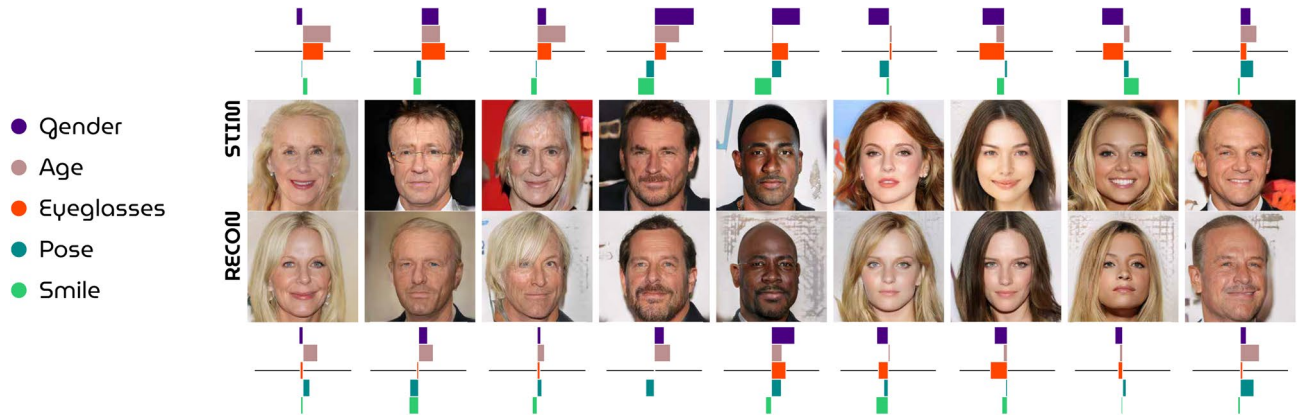 Gender
Age
Eyeglasses
Pose
Smile
STIM
RECON